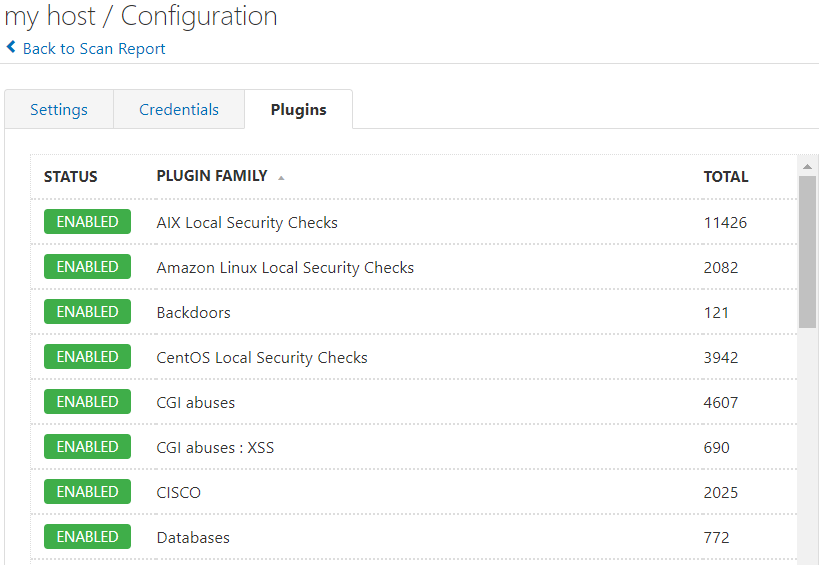 my host / Configuration
Back to Scan Report
Settings Credentials Plugins
STATUS PLUGIN FAMILY TOTAL
ENABLED AIX Local Security Checks 11426
ENABLED Amazon Linux Local Security Checks 2082
ENABLED Backdoors 121
ENABLED CentOS Local Security Checks 3942
ENABLED CGI abuses 4607
ENABLED CGI abuses : XSS 690
ENABLED CISCO 2025
ENABLED Databases 772